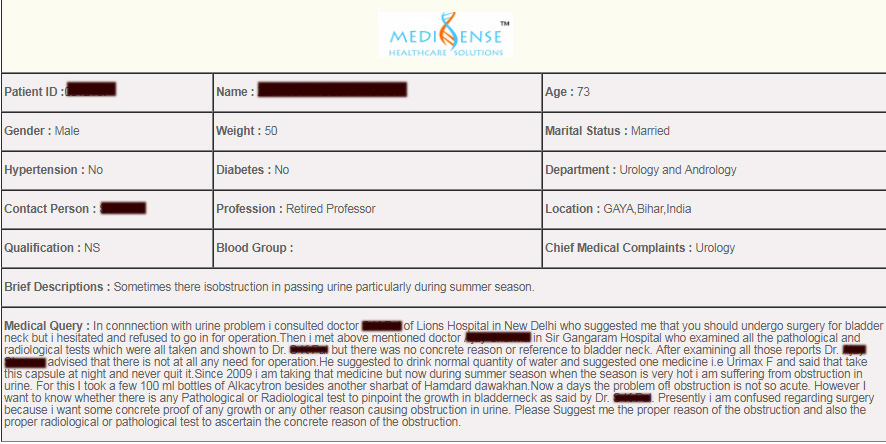 MEDISENSE™
HEALTHCARE SOLUTIONS
Patient ID : Name : Age : 73
Gender : Male Weight : 50 Marital Status : Married
Hypertension : No Diabetes : No Department : Urology and Andrology
Contact Person : Profession : Retired Professor Location : GAYA,Bihar,India
Qualification : NS Blood Group : Chief Medical Complaints : Urology
Brief Descriptions : Sometimes there isobstruction in passing urine particularly during summer season.
Medical Query : In connnection with urine problem i consulted doctor of Lions Hospital in New Delhi who suggested me that you should undergo surgery for bladder
neck but i hesitated and refused to go in for operation.Then i met above mentioned doctor in Sir Gangaram Hospital who examined all the pathological and
radiological tests which were all taken and shown to Dr. but there was no concrete reason or reference to bladder neck. After examining all those reports Dr.
advised that there is not at all any need for operation.He suggested to drink normal quantity of water and suggested one medicine i.e Urimax F and said that take
this capsule at night and never quit it.Since 2009 i am taking that medicine but now during summer season when the season is very hot i am suffering from obstruction in
urine. For this I took a few 100 ml bottles of Alkacytron besides another sharbat of Hamdard dawakhan.Now a days the problem of! obstruction is not so acute. However I
want to know whether there is any Pathological or Radiological test to pinpoint the growth in bladderneck as said by Dr. . Presently i am confused regarding surgery
because i want some concrete proof of any growth or any other reason causing obstruction in urine. Please Suggest me the proper reason of the obstruction and also the
proper radiological or pathological test to ascertain the concrete reason of the obstruction.